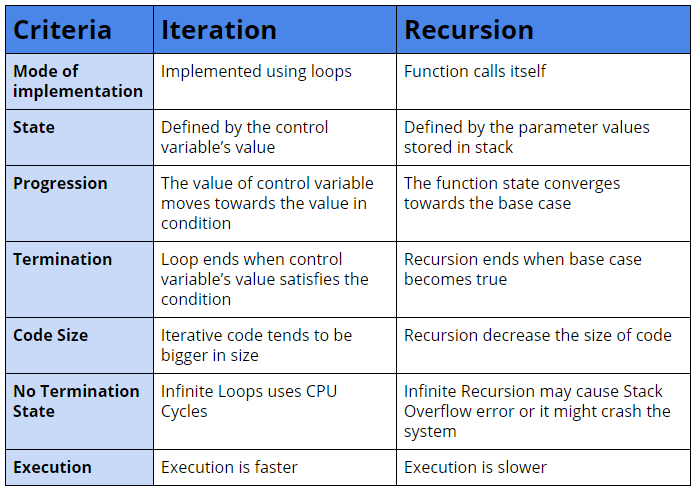 Criteria Iteration Recursion
Mode of
implementation
Implemented using loops
Function calls itself
State
Defined by the control
variable’s value
Defined by the parameter values
stored in stack
Progression
The value of control variable
moves towards the value in
condition
The function state converges
towards the base case
Termination
Loop ends when control
variable’s value satisfies the
condition
Recursion ends when base case
becomes true
Code Size
Iterative code tends to be
bigger in size
Recursion decrease the size of code
No Termination
State
Infinite Loops uses CPU
Cycles
Infinite Recursion may cause Stack
Overflow error or it might crash the
system
Execution
Execution is faster
Execution is slower